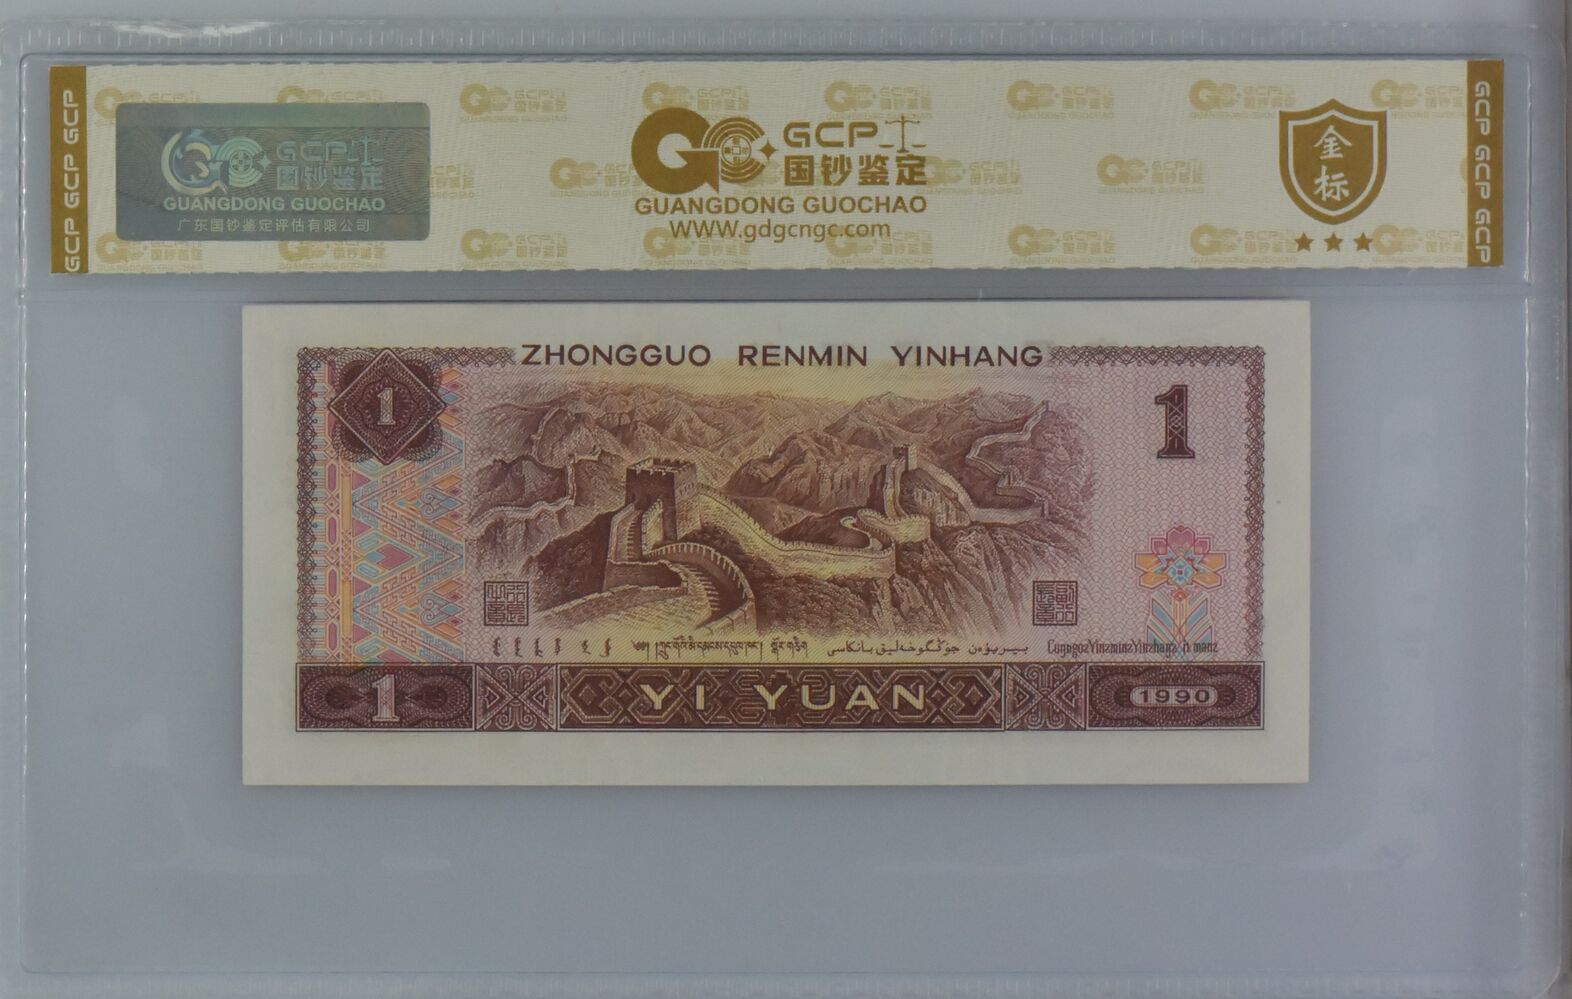 GCP GCP GCP
GCP
国钞鉴定
GUANGDONG GUOCHAO
广东国钞鉴定评估有限公司
GCP
国钞鉴定
GUANGDONG GUOCHAO
WWW.gdgcngc.com
金标
GCP GCP GCP
ZHONGGUO RENMIN YINHANG
1
1
1
YI YUAN
1990